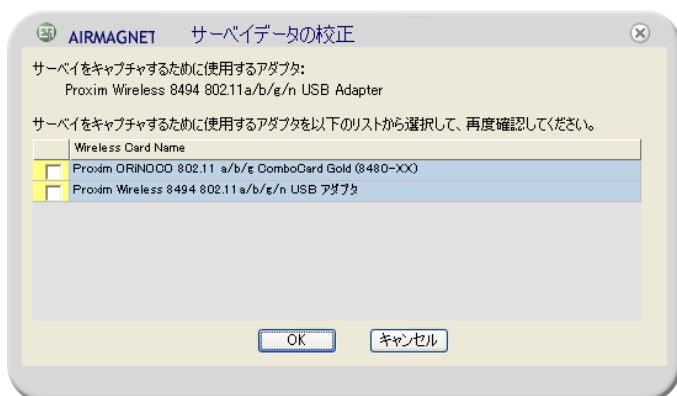 AIRMAGNET サーベイデータの校正
サーベイをキャプチャするために使用するアダプタ:
Proxim Wireless 8494 802.11a/b/g/n USB Adapter
サーベイをキャプチャするために使用するアダプタを以下のリストから選択して、再度確認してください。
Wireless Card Name
Proxim ORiNOCO 802.11 a/b/g ComboCard Gold (8480-XX)
Proxim Wireless 8494 802.11a/b/g/n USB アダプタ
OK キャンセル